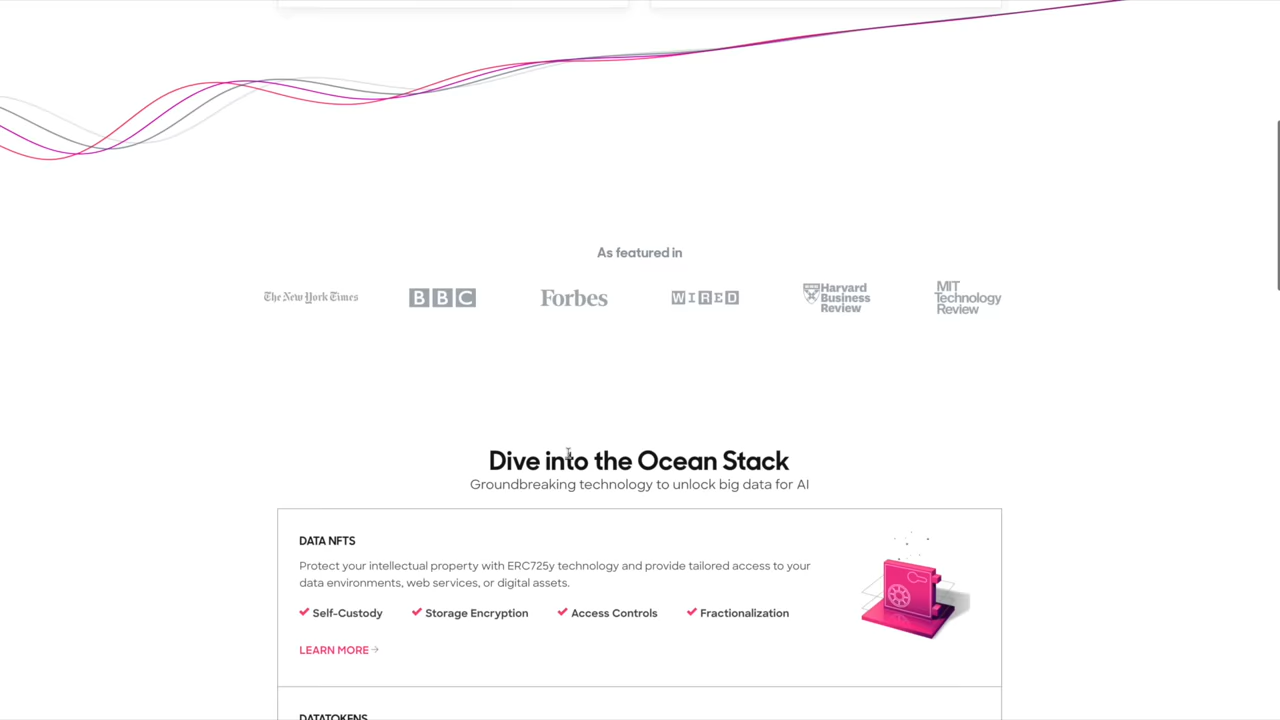 As featured in
The New York Times
BBC
Forbes
WIRED
Harvard
Business
Review
MIT
Technology
Review
Dive into the Ocean Stack
Groundbreaking technology to unlock big data for AI
DATA NFTS
Protect your intellectual property with ERC725y technology and provide tailored access to your
data environments, web services, or digital assets.
Self-Custody Storage Encryption Access Controls Fractionalization
LEARN MORE
DATATOKENS